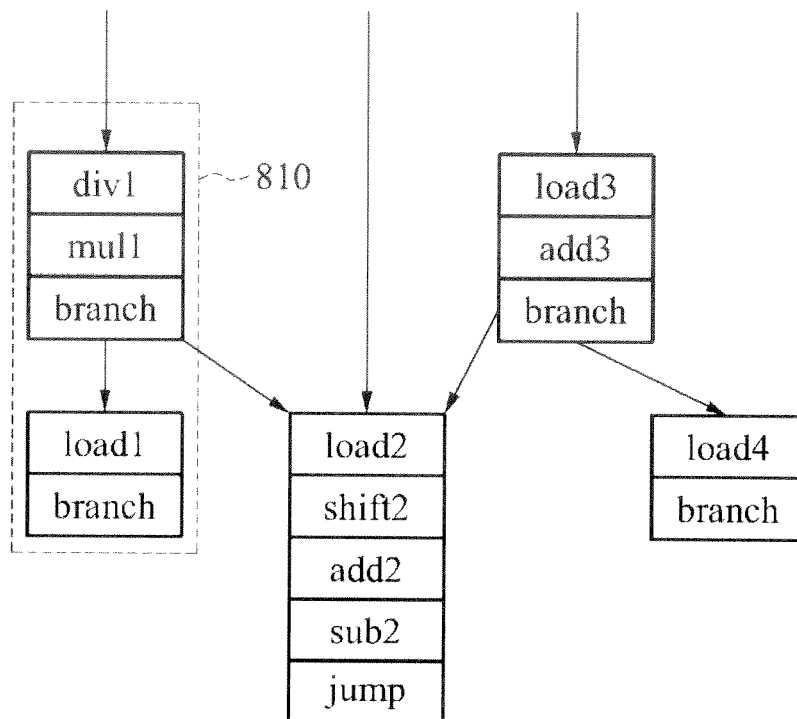 div1
mul1
branch
810
load3
add3
branch
load1
branch
load2
shift2
add2
sub2
jump
load4
branch